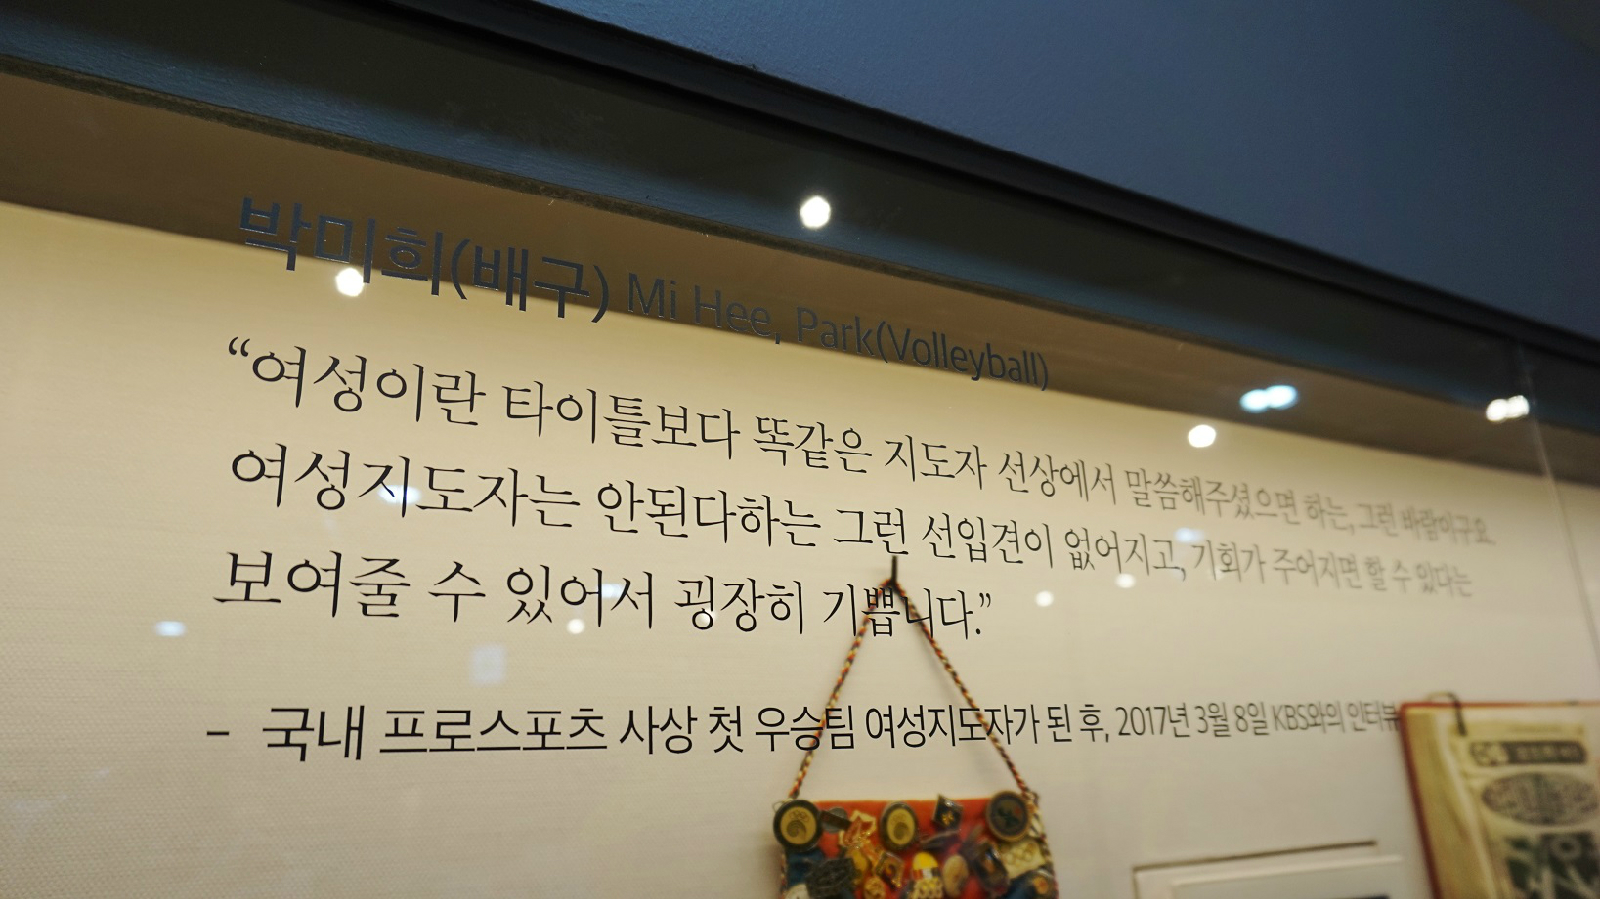 박미희(배구) Mi Hee, Park(Volleyball)
“여성이란 타이틀보다 똑같은 지도자 선상에서 말씀해주셨으면 하는, 그런 바람이구요.
여성지도자는 안된다하는 그런 선입견이 없어지고, 기회가 주어지면 할 수 있다는
보여줄 수 있어서 굉장히 기쁩니다.”
- 국내 프로스포츠 사상 첫 우승팀 여성지도자가 된 후, 2017년 3월 8일 KBS와의 인터뷰